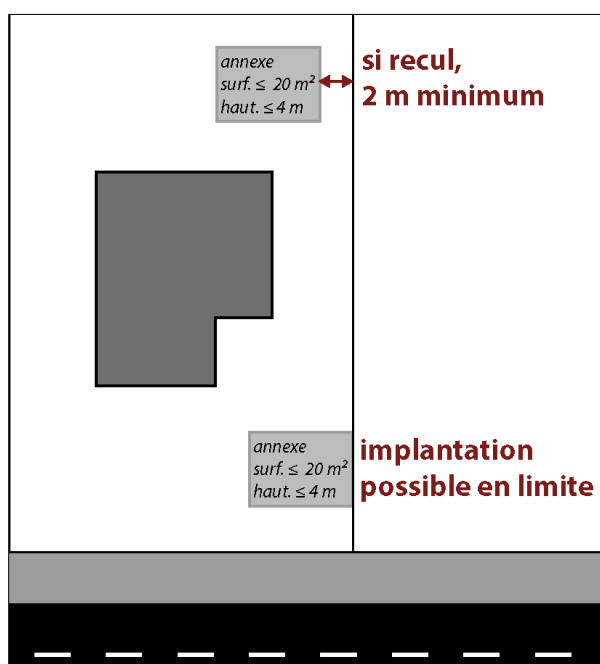 annexe
surf. ≤ 20 m²
haut. ≤ 4 m
si recul,
2 m minimum
annexe
surf. ≤ 20 m²
haut. ≤ 4 m
implantation
possible en limite